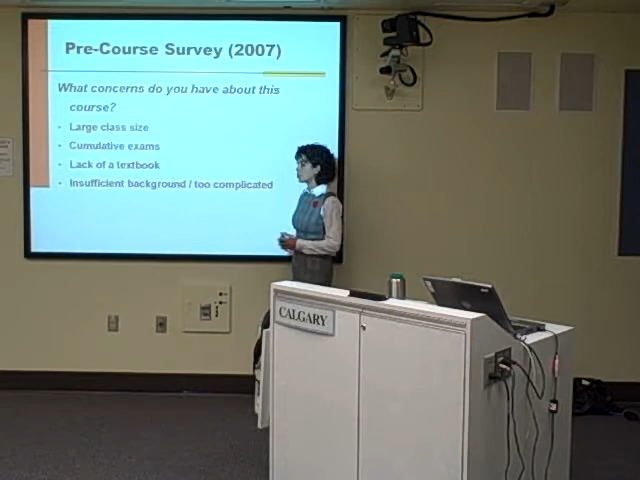 Pre-Course Survey (2007)
What concerns do you have about this
course?
- Large class size
- Cumulative exams
- Lack of a textbook
- Insufficient background / too complicated
CALGARY